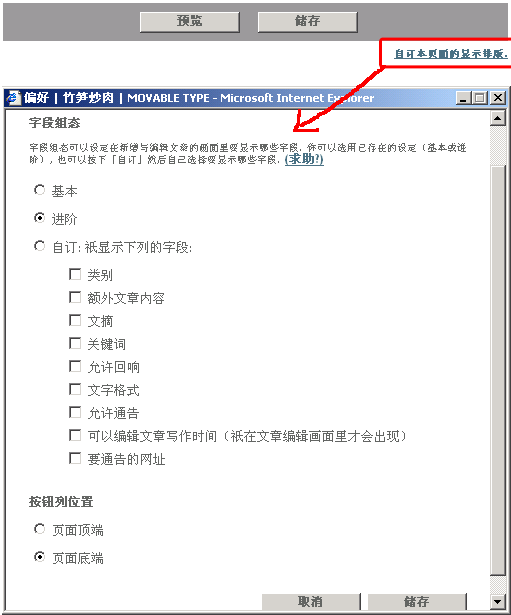 预览 储存
自订本页面的显示排版.
偏好 | 竹笋炒肉 | MOVABLE TYPE - Microsoft Internet Explorer
字段组态
字段组态可以设定在新增与编辑文章的画面里要显示哪些字段. 你可以选用已存在的设定（基本或进
阶）, 也可以按下「自订」然后自己选择要显示哪些字段. (求助?)
基本
进阶
自订: 衹显示下列的字段:
类别
额外文章内容
文摘
关键词
允许回响
文字格式
允许通告
可以编辑文章写作时间（衹在文章编辑画面里才会出现）
要通告的网址
按钮列位置
页面顶端
页面底端
取消 储存